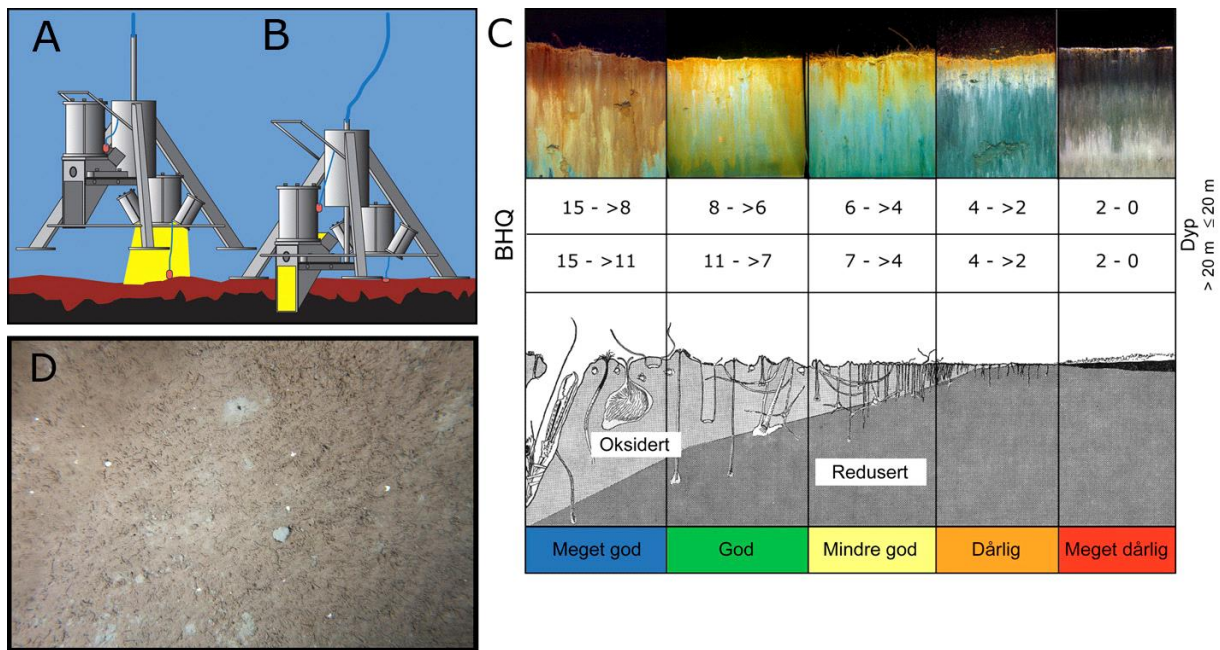 A
B
C
BHQ
15 - >8
8 - >6
6 - >4
4 - >2
2 - 0
15 - >11
11 - >7
7 - >4
4 - >2
2 - 0
Dyp
> 20 m ≤ 20 m
Oksidert
Redusert
Meget god
God
Mindre god
Dårlig
Meget dårlig
D